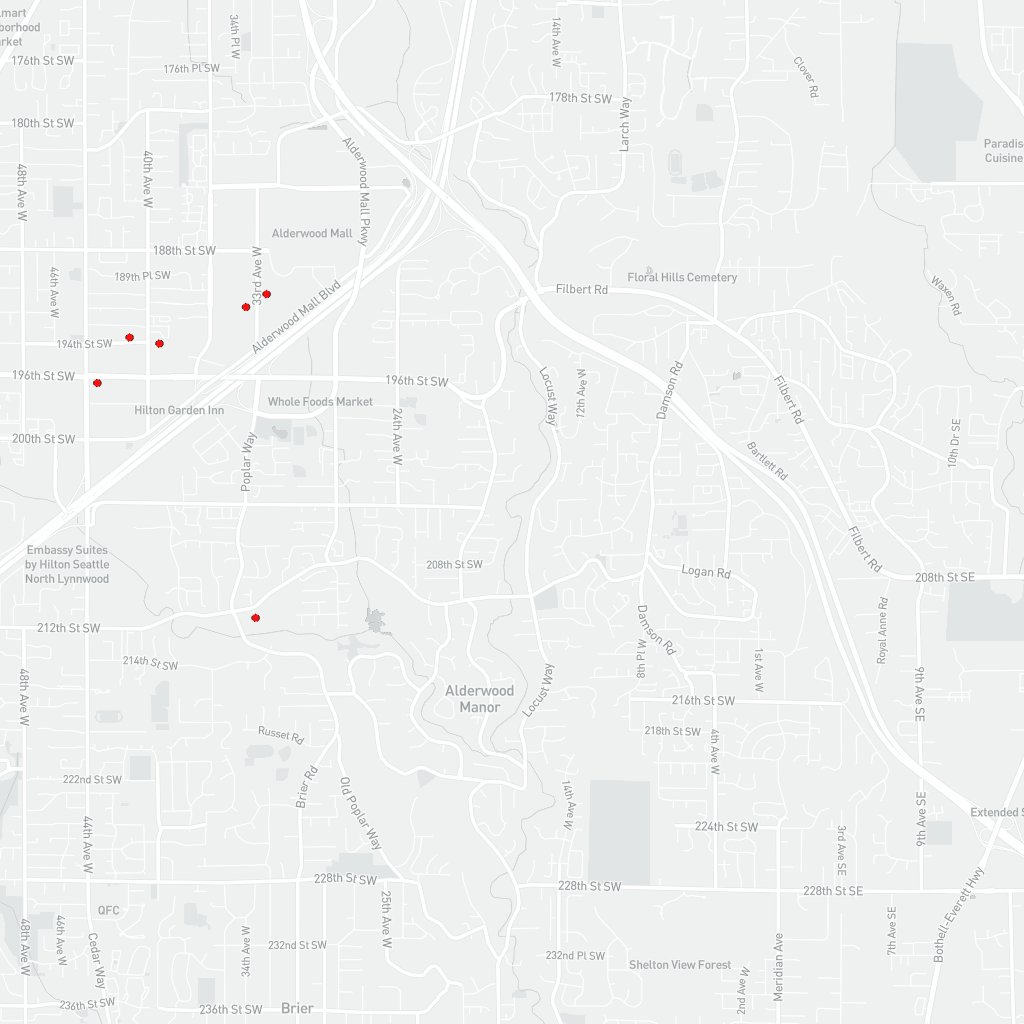 lmart
borhood
arket
34th Pl W
14th Ave W
176th St SW
176th Pl SW
Clover Rd
178th St SW
Larch Way
180th St SW
Alderwood Mall Pkwy
Paradis
Cuisine
40th Ave W
48th Ave W
Alderwood Mall
188th St SW
33rd Ave W
46th Ave W
189th Pl SW
Floral Hills Cemetery
Filbert Rd
Waxen Rd
Alderwood Mall Blvd
194th St SW
196th St SW
196th St SW
Locust Way
12th Ave W
Damson Rd
Filbert Rd
Whole Foods Market
Hilton Garden Inn
24th Ave W
200th St SW
Poplar Way
10th Dr SE
Bartlett Rd
Embassy Suites
by Hilton Seattle
North Lynnwood
208th St SW
Logan Rd
Filbert Rd
208th St SE
212th St SW
Damson Rd
Royal Anne Rd
8th Pl W
1st Ave W
214th St SW
48th Ave W
Alderwood
Manor
Locust Way
9th Ave SE
216th St SW
Russet Rd
218th St SW
4th Ave W
222nd St SW
Brier Rd
Old Poplar Way
14th Ave W
9th Ave SE
Extended S
44th Ave W
224th St SW
3rd Ave SE
228th St SW
228th St SW
228th St SE
QFC
25th Ave W
Bothell-Everett Hwy
48th Ave W
49th Ave W
34th Ave W
232nd St SW
7th Ave SE
Cedar Way
232nd Pl SW
Shelton View Forest
2nd Ave W
Meridian Ave
236th St SW
236th St SW
Brier